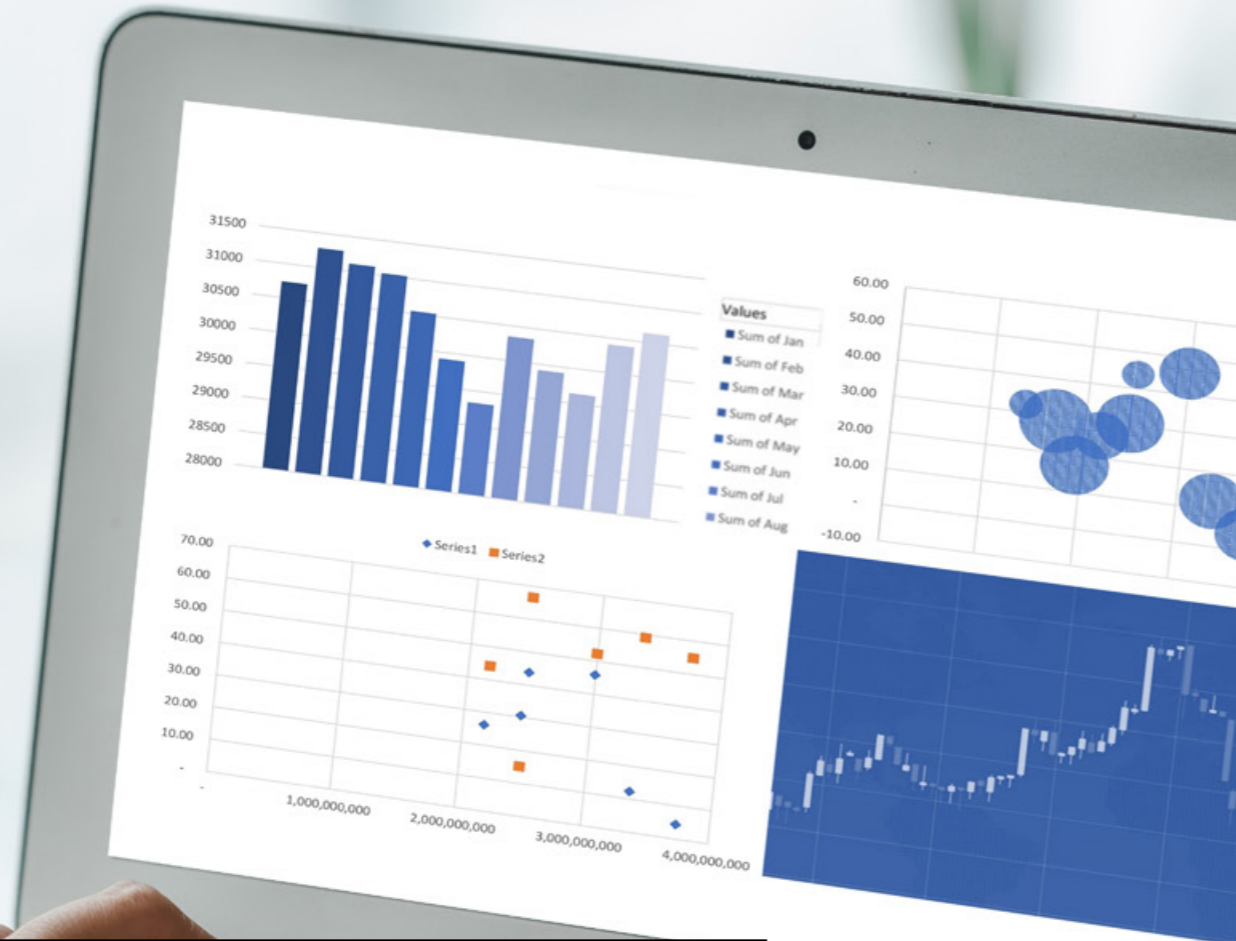 31500
31000
30500
30000
29500
29000
28500
28000
Values
Sum of Jan
Sum of Feb
Sum of Mar
Sum of Apr
Sum of May
Sum of Jun
Sum of Jul
Sum of Aug
60.00
50.00
40.00
30.00
20.00
10.00
-
-10.00
Series1 Series2
70.00
60.00
50.00
40.00
30.00
20.00
10.00
-
-
1,000,000,000
2,000,000,000
3,000,000,000
4,000,000,000